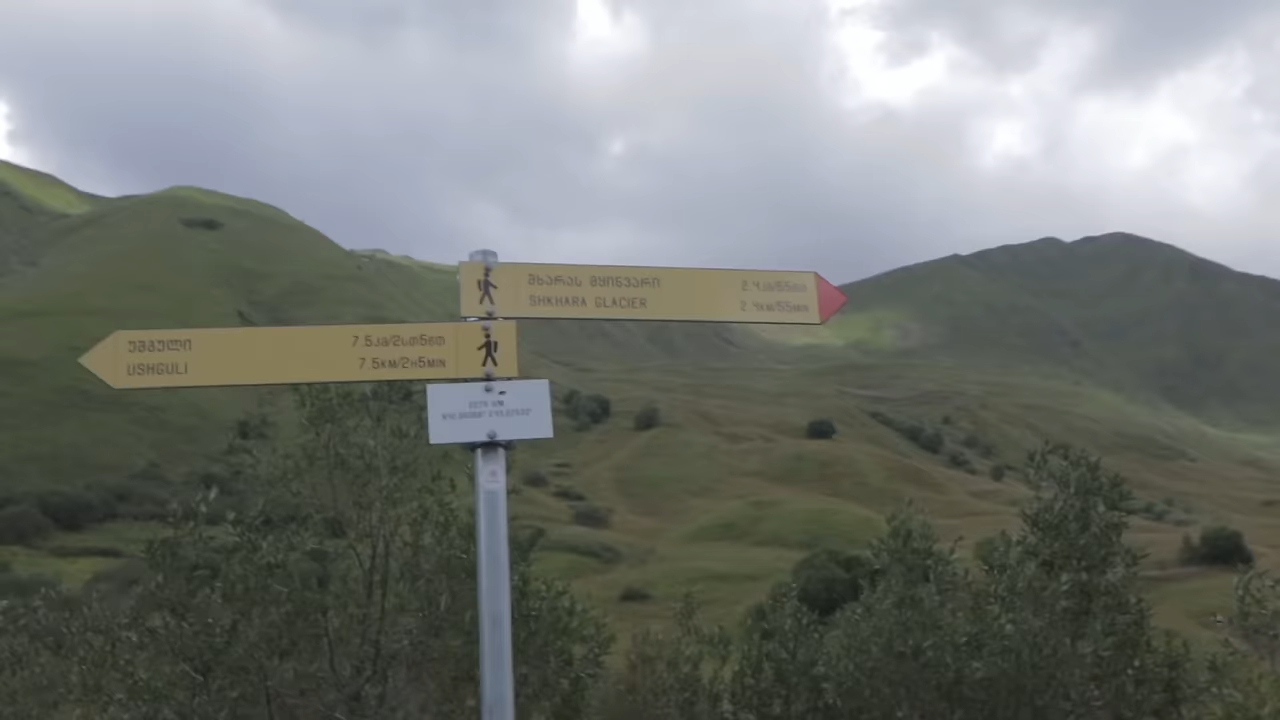 შხარას მყინვარი
2.4კმ/55წთ
SHKHARA GLACIER
2.4KM/55MIN
უშგული
7.5კმ/2სთ5წთ
USHGULI
7.5KM/2H5MIN